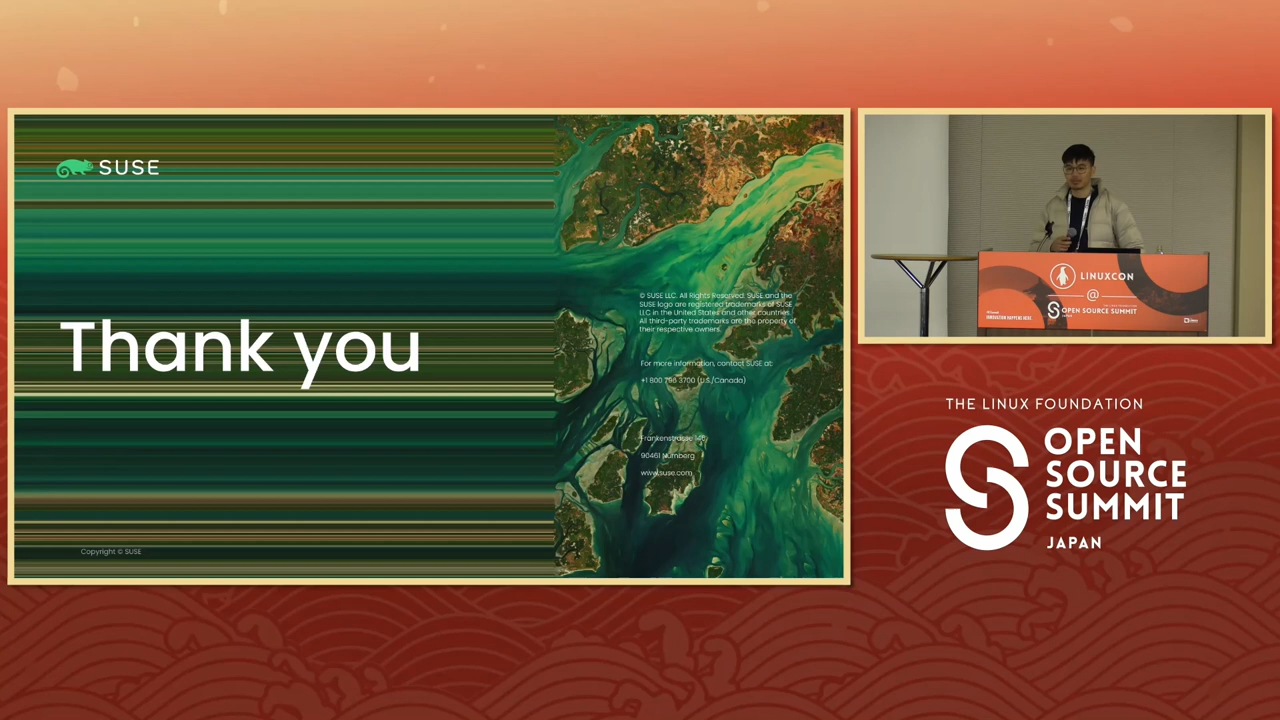 SUSE
Thank you
Copyright © SUSE
© SUSE LLC. All Rights Reserved. SUSE and the
SUSE logo are registered trademarks of SUSE
LLC in the United States and other countries.
All third-party trademarks are the property of
their respective owners.
For more information, contact SUSE at:
+1 800 796 3700 (U.S./Canada)
Frankenstrasse 146
90461 Nürnberg
www.suse.com
LINUXCON
@
OPEN SOURCE SUMMIT
INNOVATION HAPPENS HERE
THE LINUX FOUNDATION
OPEN
SOURCE
SUMMIT
JAPAN